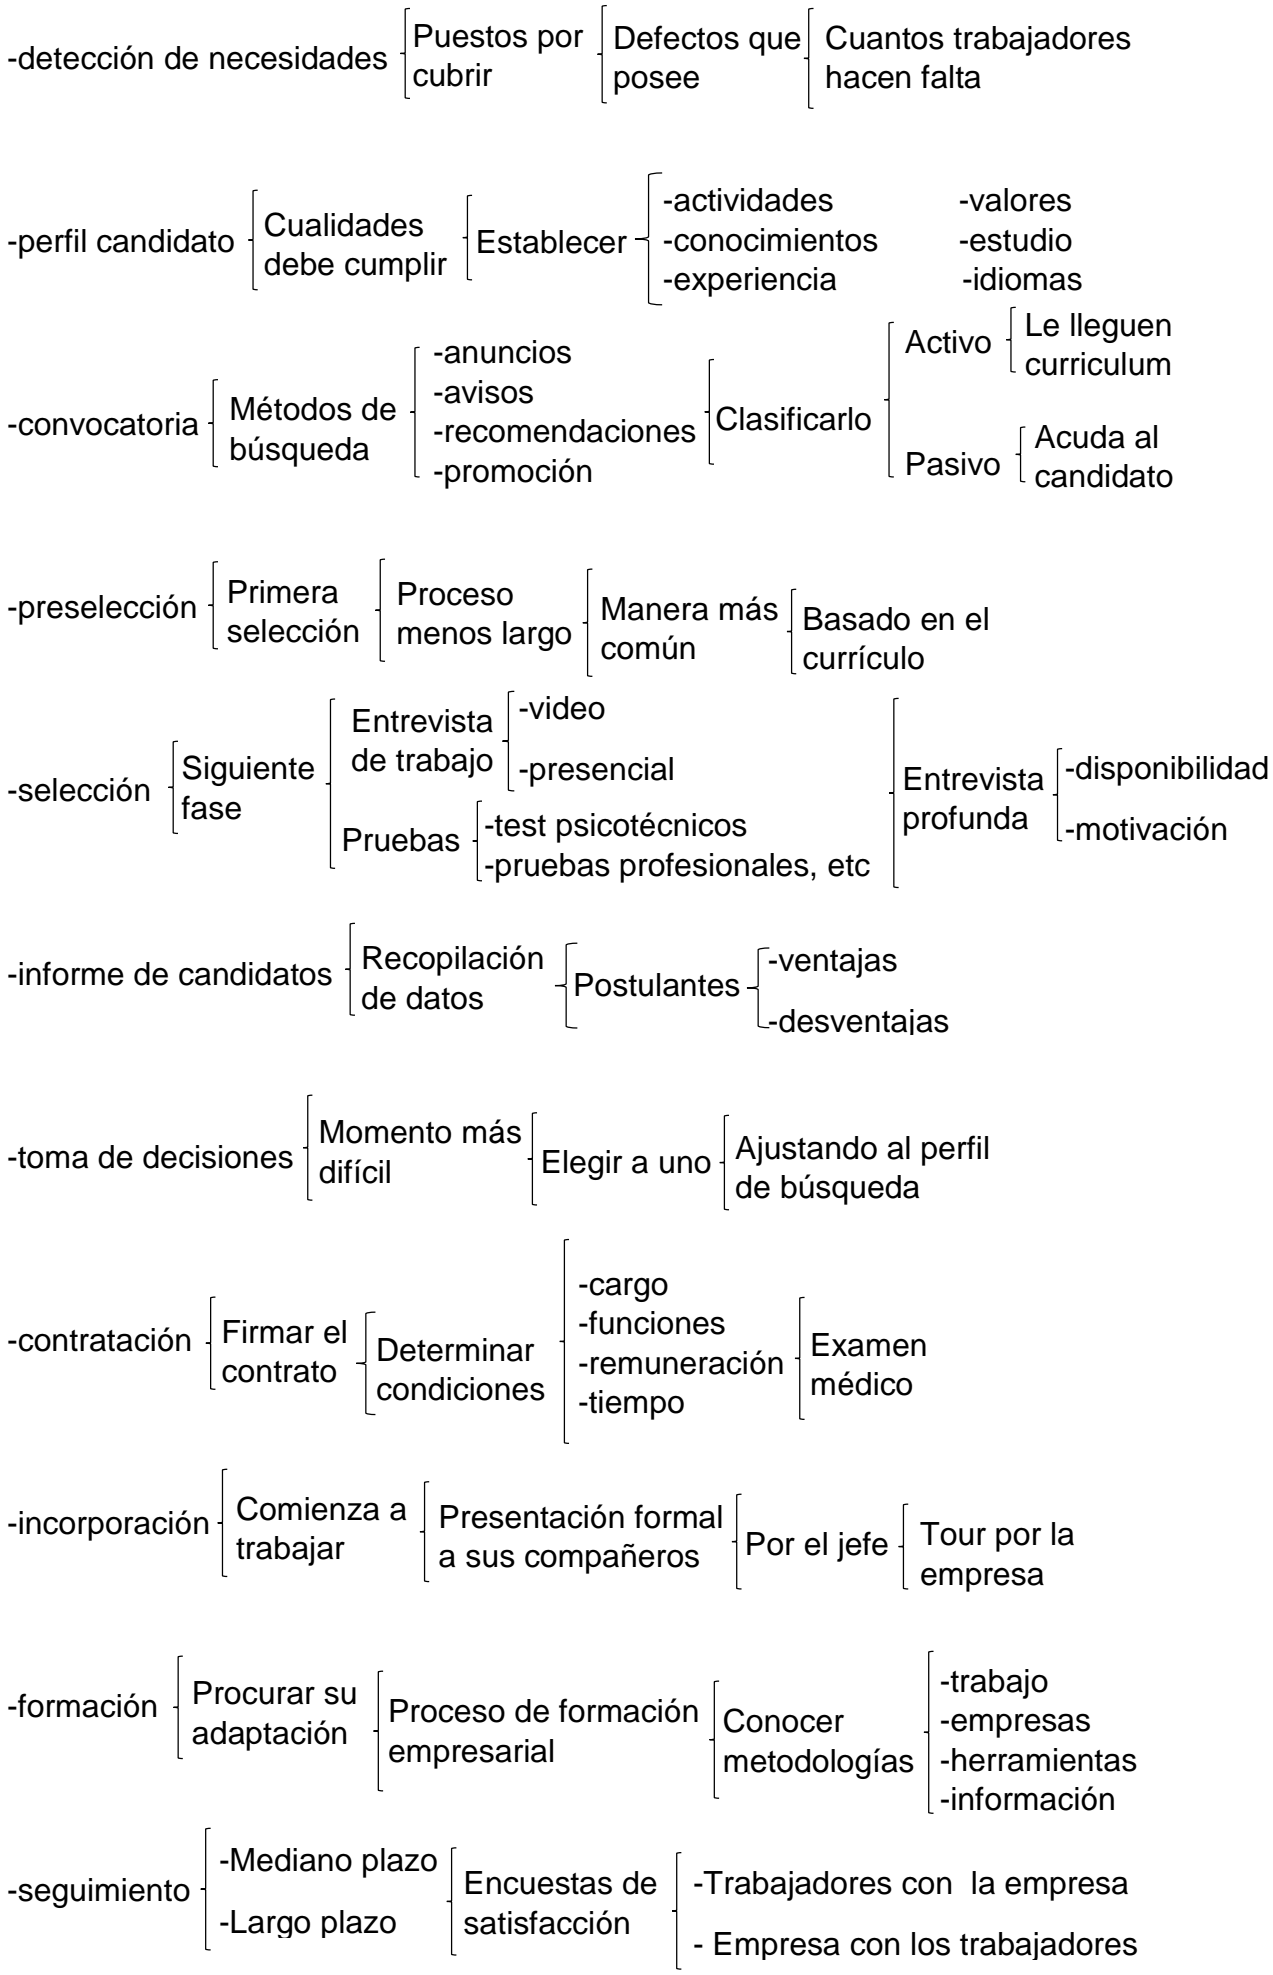 -detección de necesidades
Puestos por
cubrir
Defectos que
posee
Cuantos trabajadores
hacen falta
-perfil candidato
Cualidades
debe cumplir
Establecer
-actividades
-conocimientos
-experiencia
-valores
-estudio
-idiomas
-convocatoria
Métodos de
búsqueda
-anuncios
-avisos
-recomendaciones
-promoción
Clasificarlo
Activo
Le lleguen
curriculum
Pasivo
Acuda al
candidato
-preselección
Primera
selección
Proceso
menos largo
Manera más
común
Basado en el
currículo
-selección
Siguiente
fase
Entrevista
de trabajo
-video
-presencial
Pruebas
-test psicotécnicos
-pruebas profesionales, etc
Entrevista
profunda
-disponibilidad
-motivación
-informe de candidatos
Recopilación
de datos
Postulantes
-ventajas
-desventajas
-toma de decisiones
Momento más
difícil
Elegir a uno
Ajustando al perfil
de búsqueda
-contratación
Firmar el
contrato
Determinar
condiciones
-cargo
-funciones
-remuneración
-tiempo
Examen
médico
-incorporación
Comienza a
trabajar
Presentación formal
a sus compañeros
Por el jefe
Tour por la
empresa
-formación
Procurar su
adaptación
Proceso de formación
empresarial
Conocer
metodologías
-trabajo
-empresas
-herramientas
-información
-seguimiento
-Mediano plazo
-Largo plazo
Encuestas de
satisfacción
-Trabajadores con  la empresa
- Empresa con los trabajadores